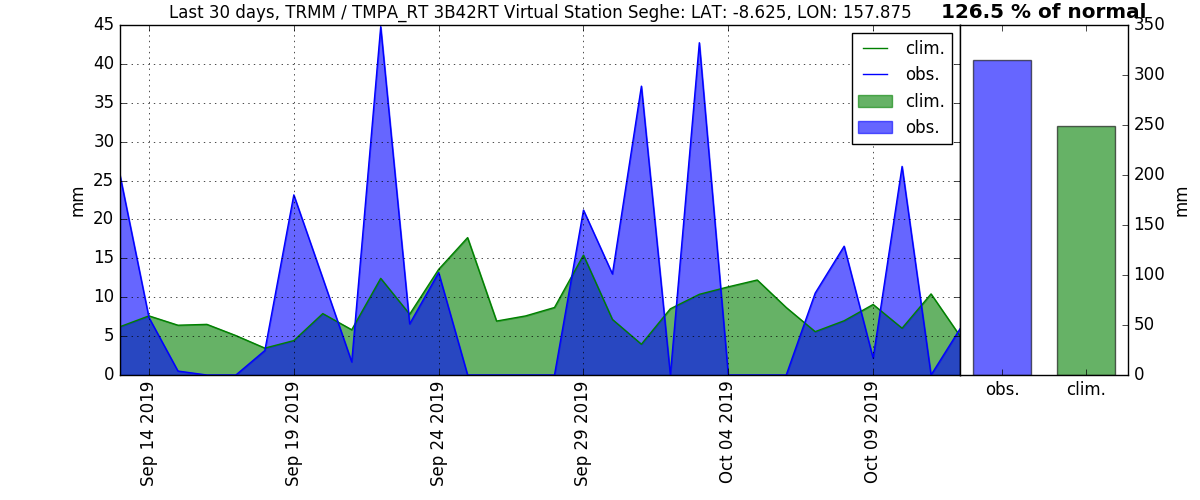 Last 30 days, TRMM / TMPA_RT 3B42RT Virtual Station Seghe: LAT: -8.625, LON: 157.875
126.5 % of normal
45
40
35
30
25
20
15
10
5
0
mm
clim.
obs.
clim.
obs.
350
300
250
200
150
100
50
0
mm
Sep 14 2019
Sep 19 2019
Sep 24 2019
Sep 29 2019
Oct 04 2019
Oct 09 2019
obs.
clim.